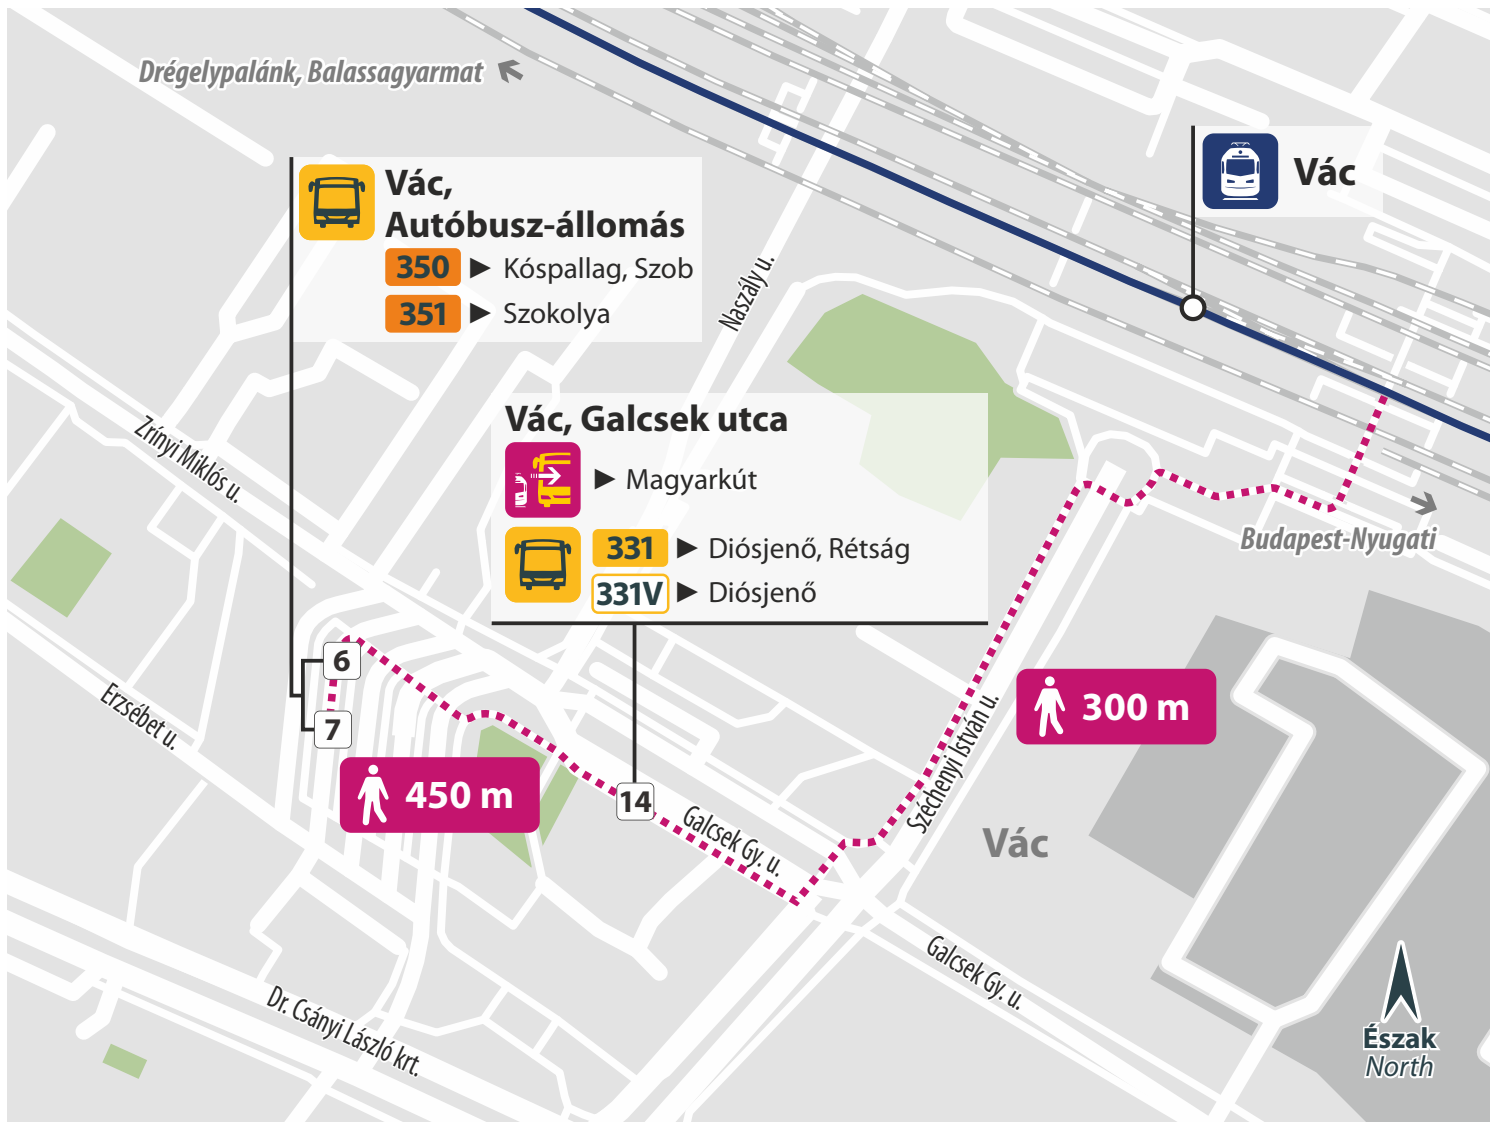 Drégelypalánk, Balassagyarmat
Vác
Vác,
Autóbusz-állomás
350 ► Kóspallag, Szob
351 ► Szokolya
Naszály u.
Vác, Galcsek utca
► Magyarkút
331 ► Diósjenő, Rétság
331V ► Diósjenő
Zrínyi Miklós u.
Budapest-Nyugati
6
7
Erzsébet u.
300 m
450 m
14
Széchenyi István u.
Galcsek Gy. u.
Vác
Galcsek Gy. u.
Dr. Csányi László krt.
Észak
North